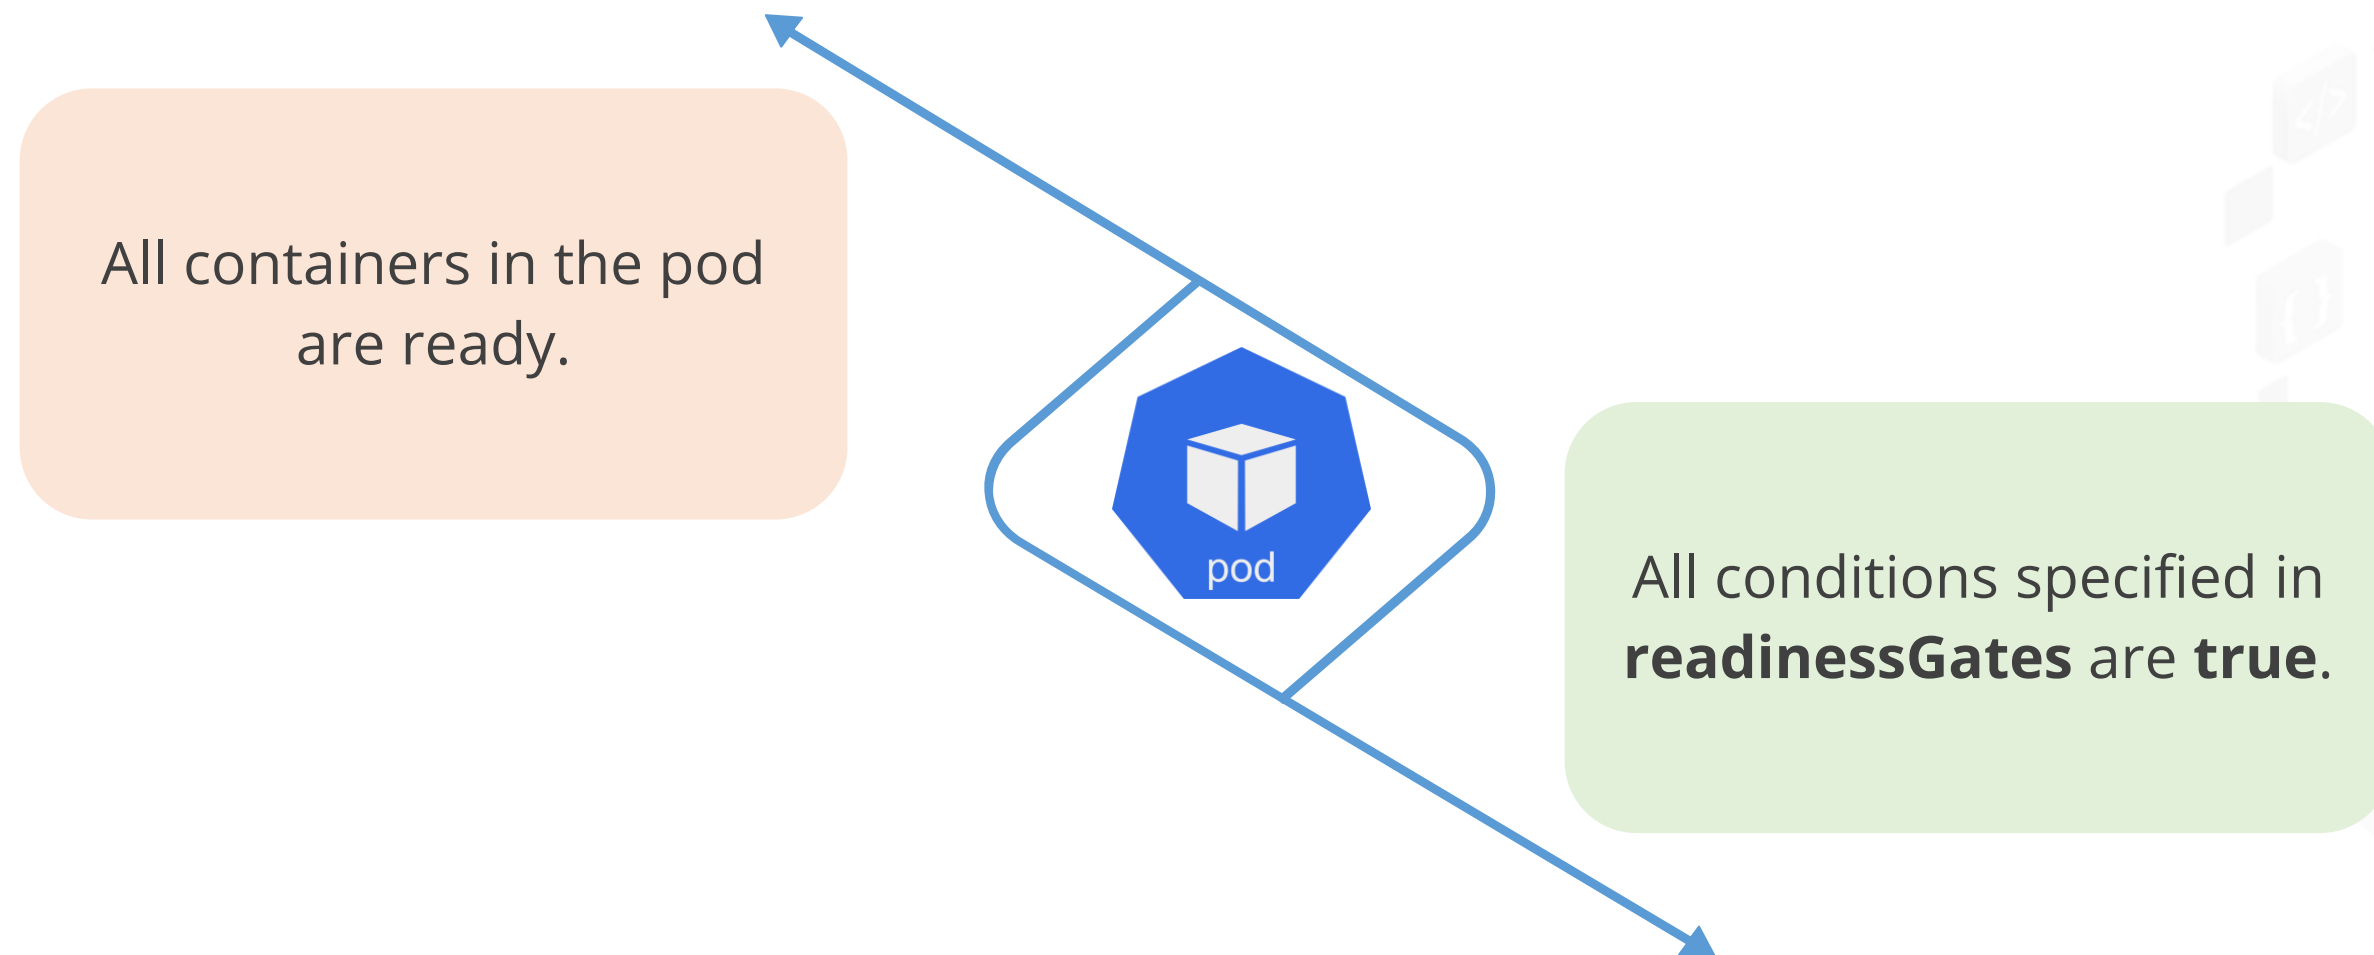 All containers in the pod
are ready.
pod
All conditions specified in
readinessGates are true.